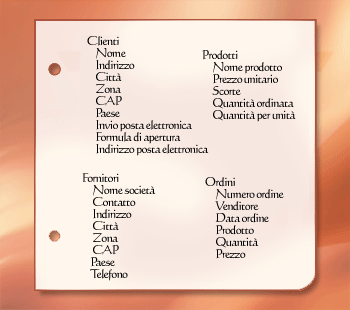 Clienti
Nome
Indirizzo
Città
Zona
CAP
Paese
Invio posta elettronica
Formula di apertura
Indirizzo posta elettronica
Prodotti
Nome prodotto
Prezzo unitario
Scorte
Quantità ordinata
Quantità per unità
Fornitori
Nome società
Contatto
Indirizzo
Città
Zona
CAP
Paese
Telefono
Ordini
Numero ordine
Venditore
Data ordine
Prodotto
Quantità
Prezzo